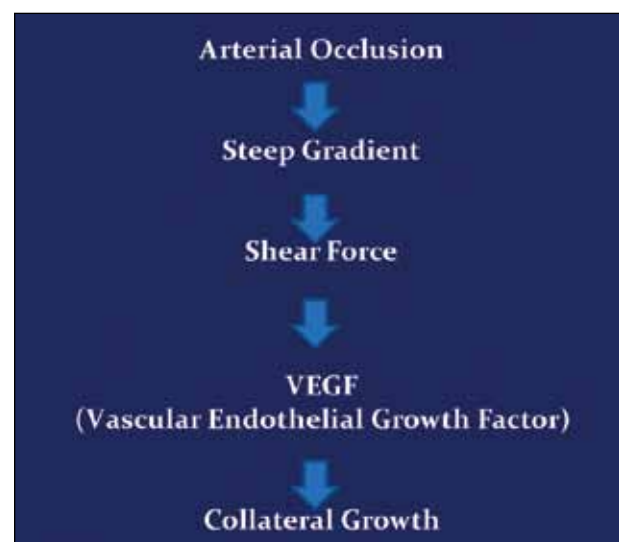 Arterial Occlusion
Steep Gradient
Shear Force
VEGF
(Vascular Endothelial Growth Factor)
Collateral Growth